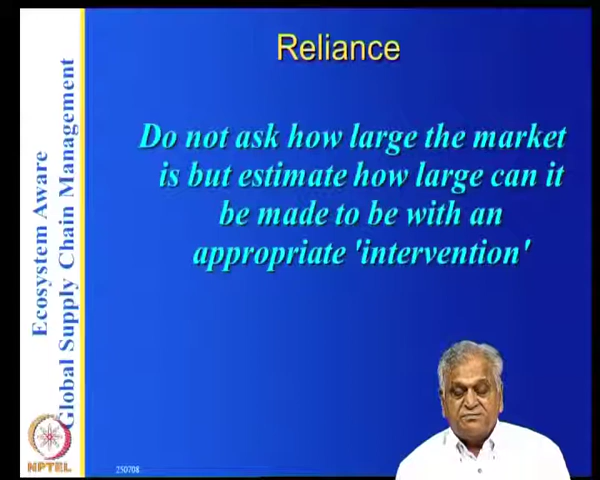 Reliance
Do not ask how large the market
is but estimate how large can it
be made to be with an
appropriate 'intervention'
Ecosystem Aware
Global Supply Chain Management
NPTEL
250708